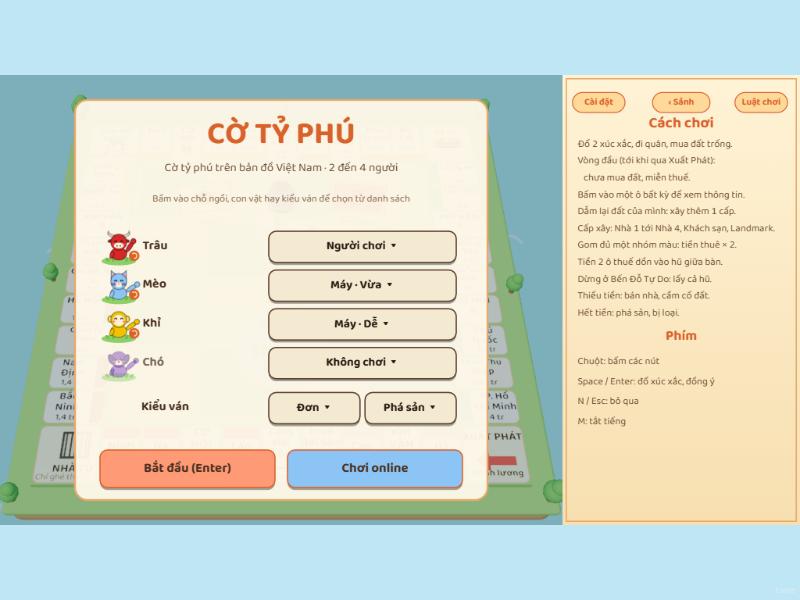 CỜ TỶ PHÚ
Cờ tỷ phú trên bản đồ Việt Nam · 2 đến 4 người
Bấm vào chỗ ngồi, con vật hay kiểu ván để chọn từ danh sách
Trâu
Người chơi
Mèo
Máy · Vừa
Khỉ
Máy · Dễ
Chó
Không chơi
Kiểu ván
Đơn
Phá sản
Bắt đầu (Enter)
Chơi online
Cài đặt
‹ Sảnh
Luật chơi
Cách chơi
Đổ 2 xúc xắc, đi quân, mua đất trống.
Vòng đầu (tới khi qua Xuất Phát):
chưa mua đất, miễn thuế.
Bấm vào một ô bất kỳ để xem thông tin.
Dẫm lại đất của mình: xây thêm 1 cấp.
Cấp xây: Nhà 1 tới Nhà 4, Khách sạn, Landmark.
Gom đủ một nhóm màu: tiền thuê × 2.
Tiền 2 ô thuế dồn vào hũ giữa bàn.
Dừng ở Bến Đỗ Tự Do: lấy cả hũ.
Thiếu tiền: bán nhà, cầm cố đất.
Hết tiền: phá sản, bị loại.
Phím
Chuột: bấm các nút
Space / Enter: đổ xúc xắc, đồng ý
N / Esc: bỏ qua
M: tắt tiếng